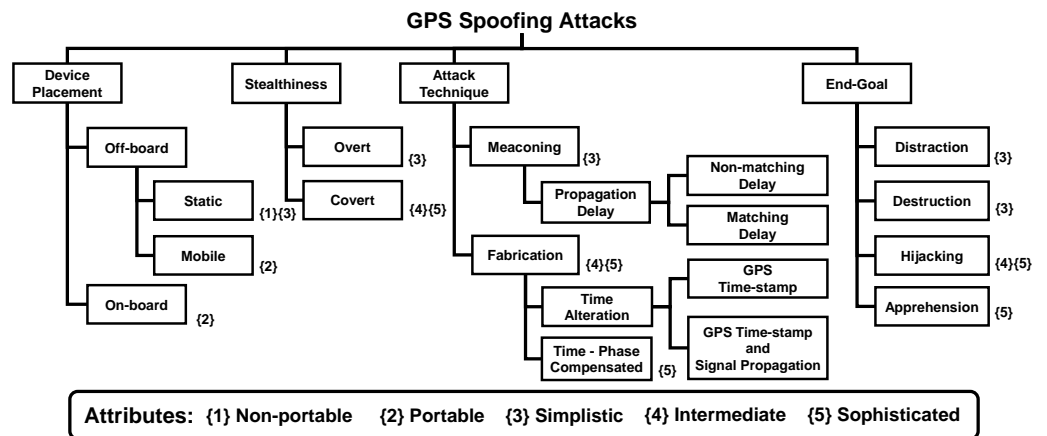 GPS Spoofing Attacks
Device
Placement
Stealthiness
Attack
Technique
End-Goal
Off-board
Static
{1}{3}
Mobile
{2}
On-board
{2}
Overt
{3}
Covert
{4}{5}
Meaconing
{3}
Propagation
Delay
Non-matching
Delay
Matching
Delay
Fabrication
{4}{5}
Time
Alteration
GPS
Time-stamp
GPS Time-stamp
and
Signal Propagation
Time - Phase
Compensated
{5}
Distraction
{3}
Destruction
{3}
Hijacking
{4}{5}
Apprehension
{5}
Attributes: {1} Non-portable {2} Portable {3} Simplistic {4} Intermediate {5} Sophisticated